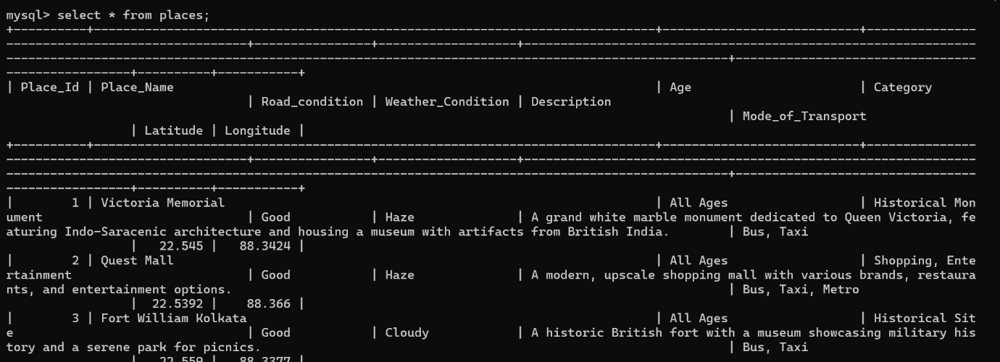 mysql> select * from places;
+----------+-----------------------------------------------------------------------------+---------------------------+---------------
---------------------------------+----------------+-------------------+--------------------------------------------------------------
---------------------------------------------------------------------------------------------------+---------------------------------
-----------------+----------+-----------+
| Place_Id | Place_Name | Age | Category
| Road_condition | Weather_Condition | Description
| Mode_of_Transport
| Latitude | Longitude |
+----------+-----------------------------------------------------------------------------+---------------------------+---------------
---------------------------------+----------------+-------------------+--------------------------------------------------------------
---------------------------------------------------------------------------------------------------+---------------------------------
-----------------+----------+-----------+
| 1 | Victoria Memorial | All Ages | Historical Mon
ument | Good | Haze | A grand white marble monument dedicated to Queen Victoria, fe
aturing Indo-Saracenic architecture and housing a museum with artifacts from British India. | Bus, Taxi
| 22.545 | 88.3424 |
| 2 | Quest Mall | All Ages | Shopping, Ente
rtainment | Good | Haze | A modern, upscale shopping mall with various brands, restaura
nts, and entertainment options. | Bus, Taxi, Metro
| 22.5392 | 88.366 |
| 3 | Fort William Kolkata | All Ages | Historical Sit
e | Good | Cloudy | A historic British fort with a museum showcasing military his
tory and a serene park for picnics. | Bus, Taxi
| 22.559 | 88.3377 |